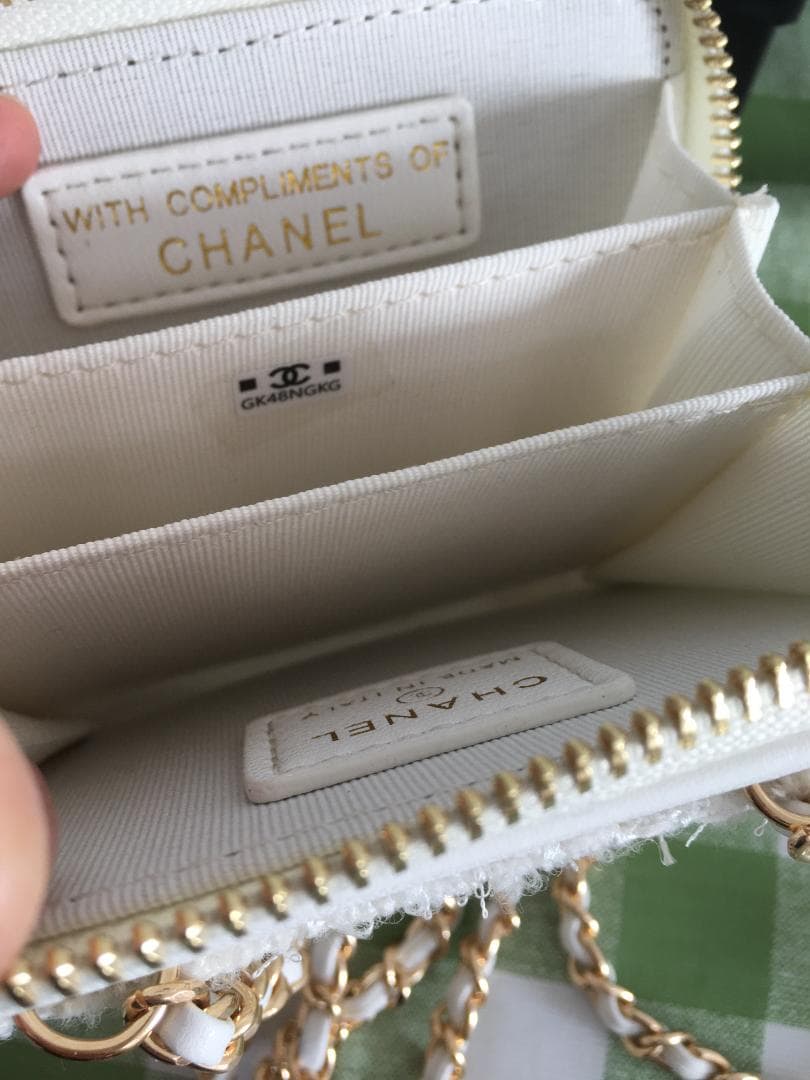 WITH COMPLIMENTS OF
CHANEL
GK48NGKG
CHANEL
®
MADE IN ITALY